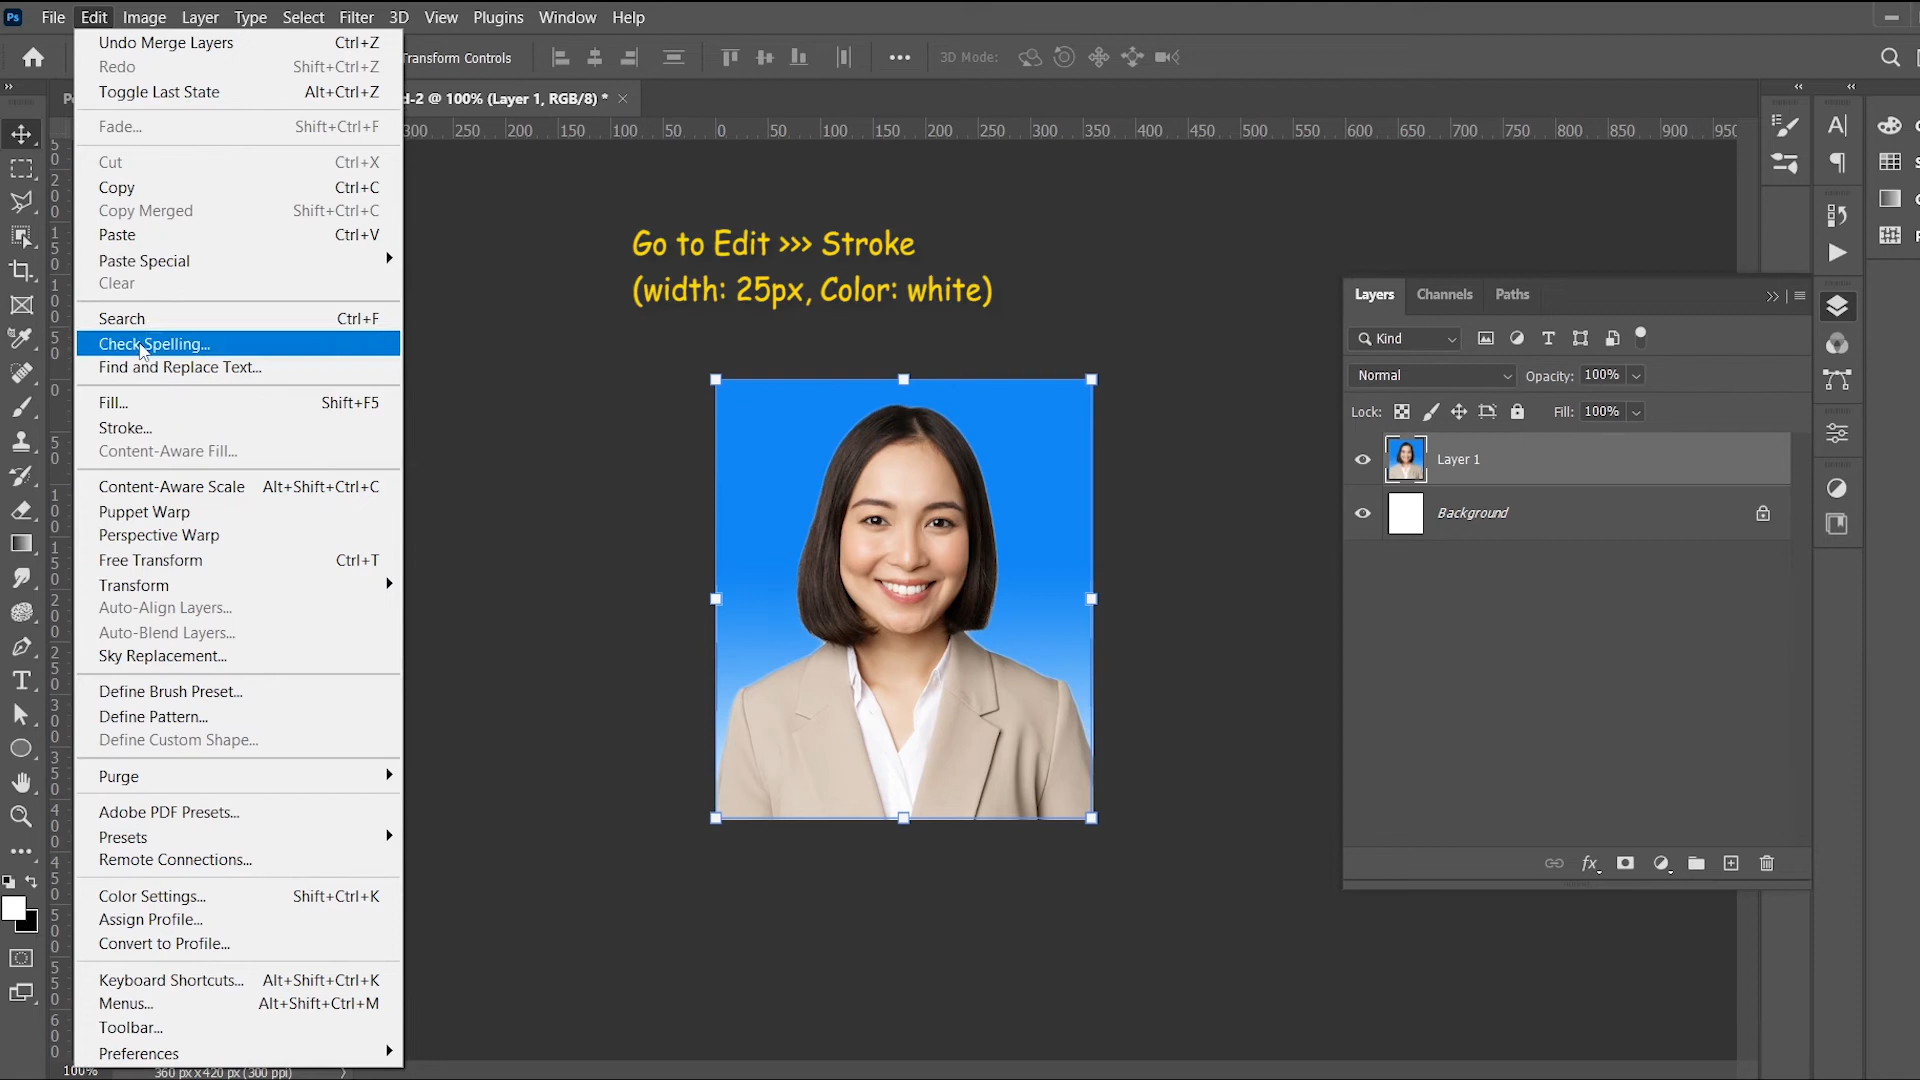 Ps File Edit Image Layer Type Select Filter 3D View Plugins Window Help
Transform Controls 3D Mode:
d-2 @ 100% (Layer 1, RGB/8) *
300 250 200 150 100 50 0 50 100 150 200 250 300 350 400 450 500 550 600 650 700 750 800 850 900 950
Undo Merge Layers Ctrl+Z
Redo Shift+Ctrl+Z
Toggle Last State Alt+Ctrl+Z
Fade... Shift+Ctrl+F
Cut Ctrl+X
Copy Ctrl+C
Copy Merged Shift+Ctrl+C
Paste Ctrl+V
Paste Special
Clear
Search Ctrl+F
Check Spelling...
Find and Replace Text...
Fill... Shift+F5
Stroke...
Content-Aware Fill...
Content-Aware Scale Alt+Shift+Ctrl+C
Puppet Warp
Perspective Warp
Free Transform Ctrl+T
Transform
Auto-Align Layers...
Auto-Blend Layers...
Sky Replacement...
Define Brush Preset...
Define Pattern...
Define Custom Shape...
Purge
Adobe PDF Presets...
Presets
Remote Connections...
Color Settings... Shift+Ctrl+K
Assign Profile...
Convert to Profile...
Keyboard Shortcuts... Alt+Shift+Ctrl+K
Menus... Alt+Shift+Ctrl+M
Toolbar...
Preferences
100% 360 px x 420 px (300 ppi)
Go to Edit >>> Stroke
(width: 25px, Color: white)
Layers Channels Paths
Kind
Normal Opacity: 100%
Lock: Fill: 100%
Layer 1
Background